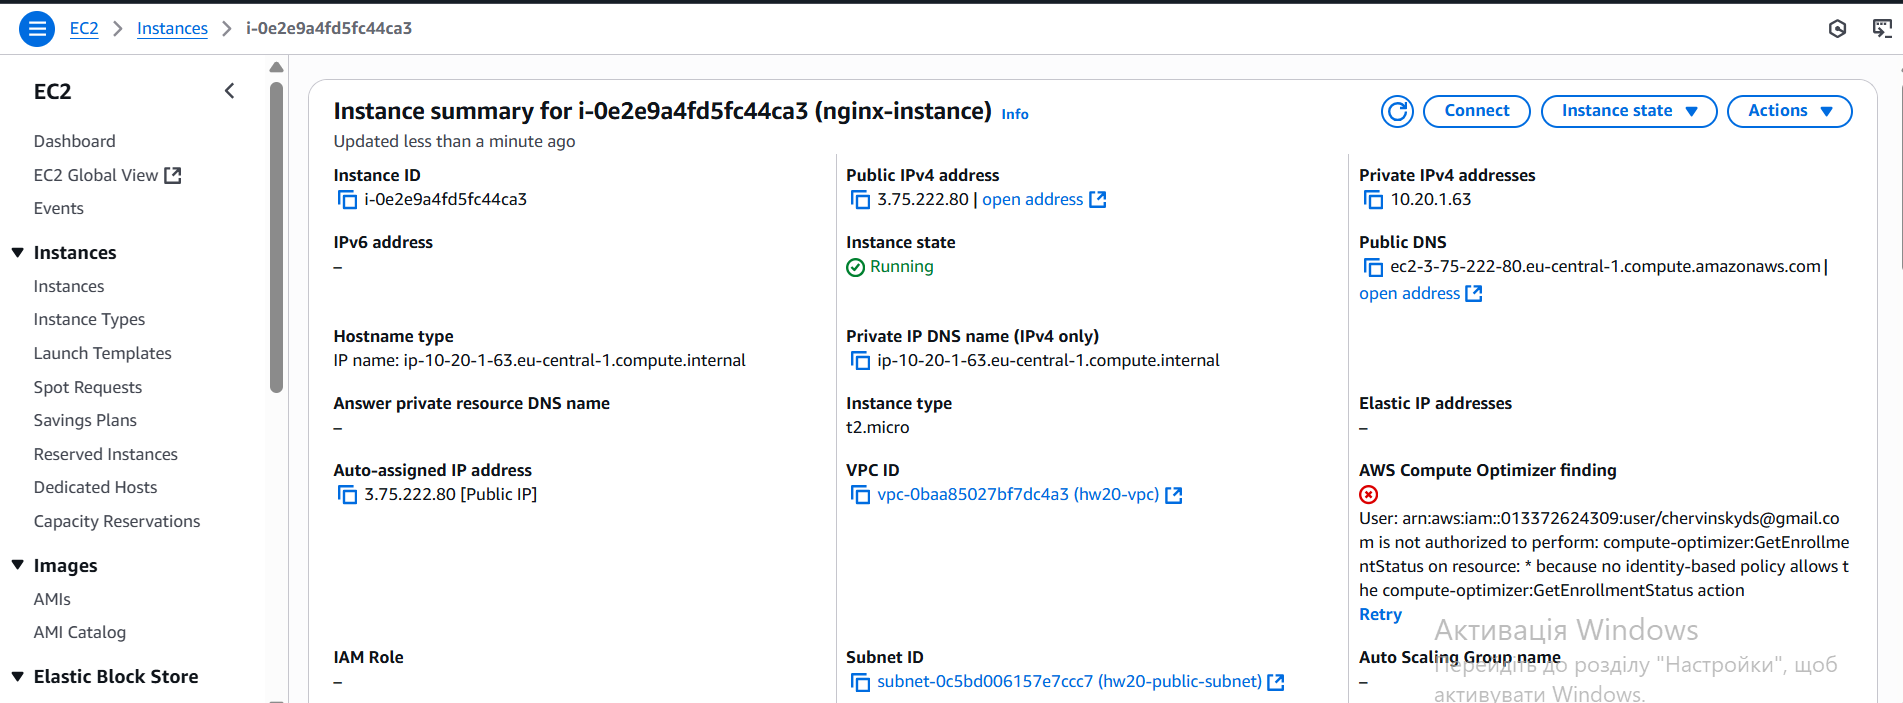 EC2 > Instances > i-0e2e9a4fd5fc44ca3
EC2
Dashboard
EC2 Global View
Events
Instances
Instances
Instance Types
Launch Templates
Spot Requests
Savings Plans
Reserved Instances
Dedicated Hosts
Capacity Reservations
Images
AMIs
AMI Catalog
Elastic Block Store
Instance summary for i-0e2e9a4fd5fc44ca3 (nginx-instance) Info
Connect
Instance state
Actions
Updated less than a minute ago
Instance ID
i-0e2e9a4fd5fc44ca3
Public IPv4 address
3.75.222.80 | open address
Private IPv4 addresses
10.20.1.63
IPv6 address
–
Instance state
Running
Public DNS
ec2-3-75-222-80.eu-central-1.compute.amazonaws.com |
open address
Hostname type
IP name: ip-10-20-1-63.eu-central-1.compute.internal
Private IP DNS name (IPv4 only)
ip-10-20-1-63.eu-central-1.compute.internal
Answer private resource DNS name
–
Instance type
t2.micro
Elastic IP addresses
–
Auto-assigned IP address
3.75.222.80 [Public IP]
VPC ID
vpc-0baa85027bf7dc4a3 (hw20-vpc)
AWS Compute Optimizer finding
User: arn:aws:iam::013372624309:user/chervinskyds@gmail.co
m is not authorized to perform: compute-optimizer:GetEnrollme
ntStatus on resource: * because no identity-based policy allows t
he compute-optimizer:GetEnrollmentStatus action
Retry
IAM Role
–
Subnet ID
subnet-0c5bd006157e7ccc7 (hw20-public-subnet)
Auto Scaling Group name
–
Активація Windows
Перейдіть до розділу "Настройки", щоб
активувати Windows.